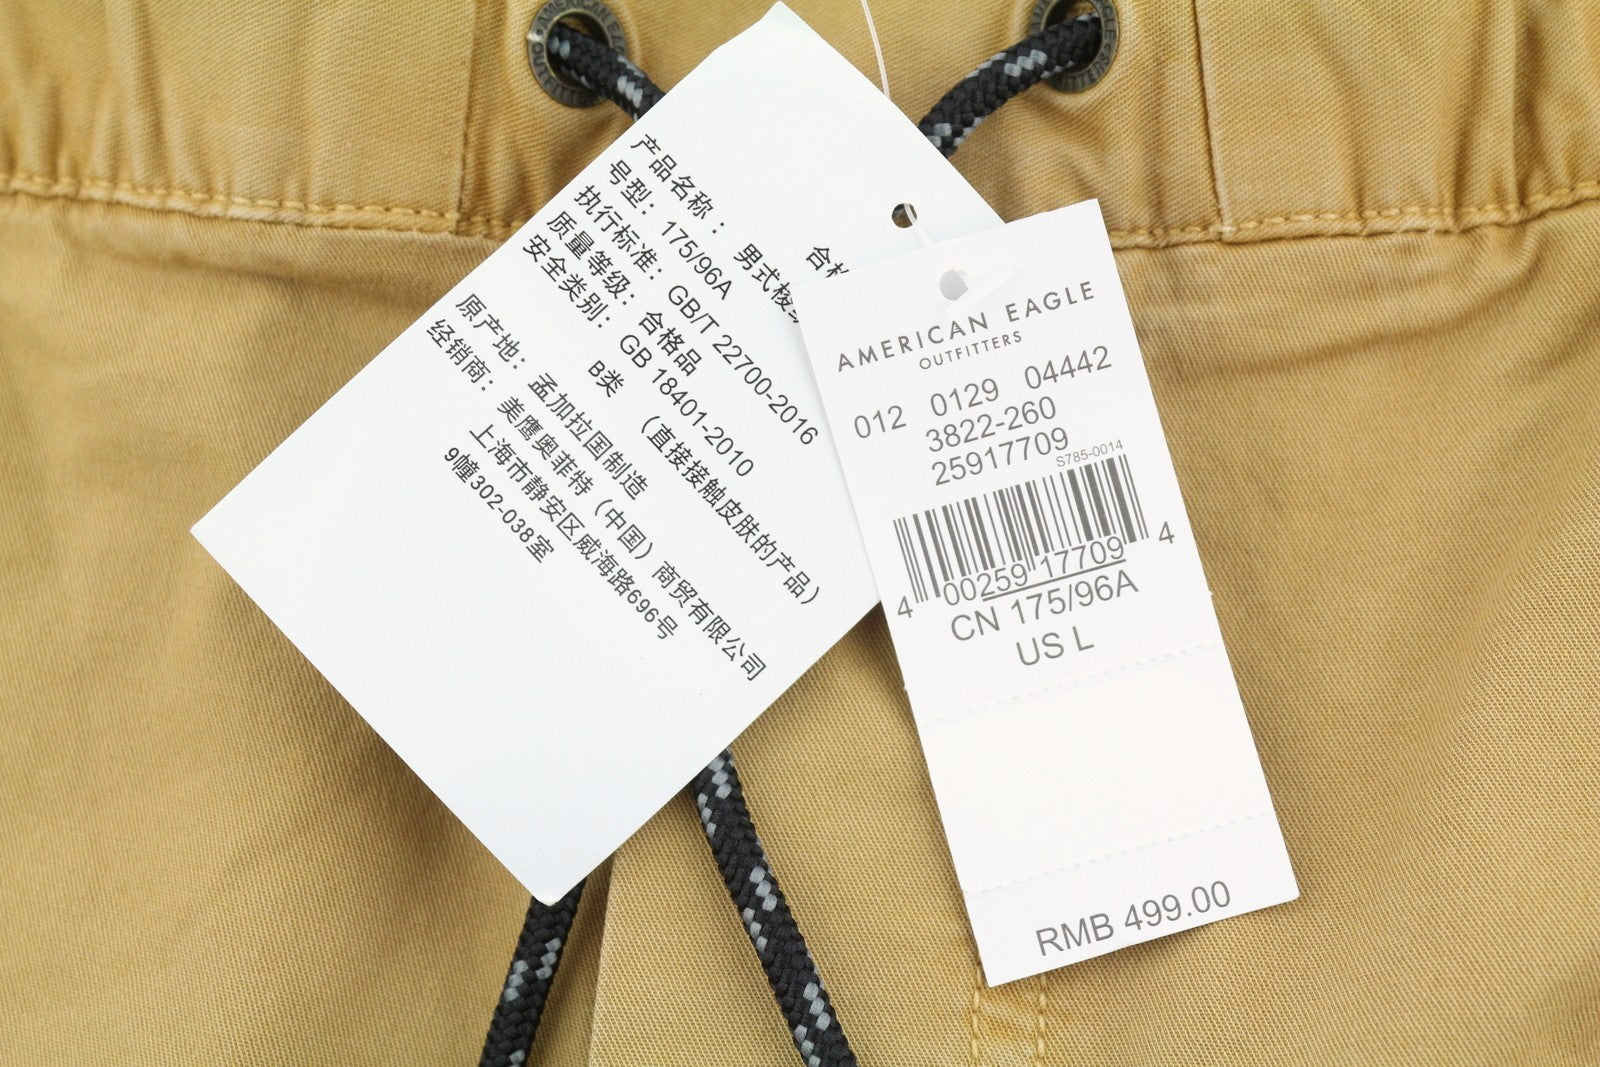 AMERICAN EAGLE OUTFITTERS
合格
产品名称： 男式梭
号型： 175/96A
执行标准： GB/T 22700-2016
质量等级： 合格品
安全类别： GB 18401-2010
B类 （直接接触皮肤的产品）
原产地： 孟加拉国制造
经销商： 美鹰奥菲特（中国）商贸有限公司
上海市静安区威海路696号
9幢302-038室
AMERICAN EAGLE
OUTFITTERS
012 0129 04442
3822-260
25917709
S785-0014
4 00259 17709 4
CN 175/96A
US L
RMB 499.00